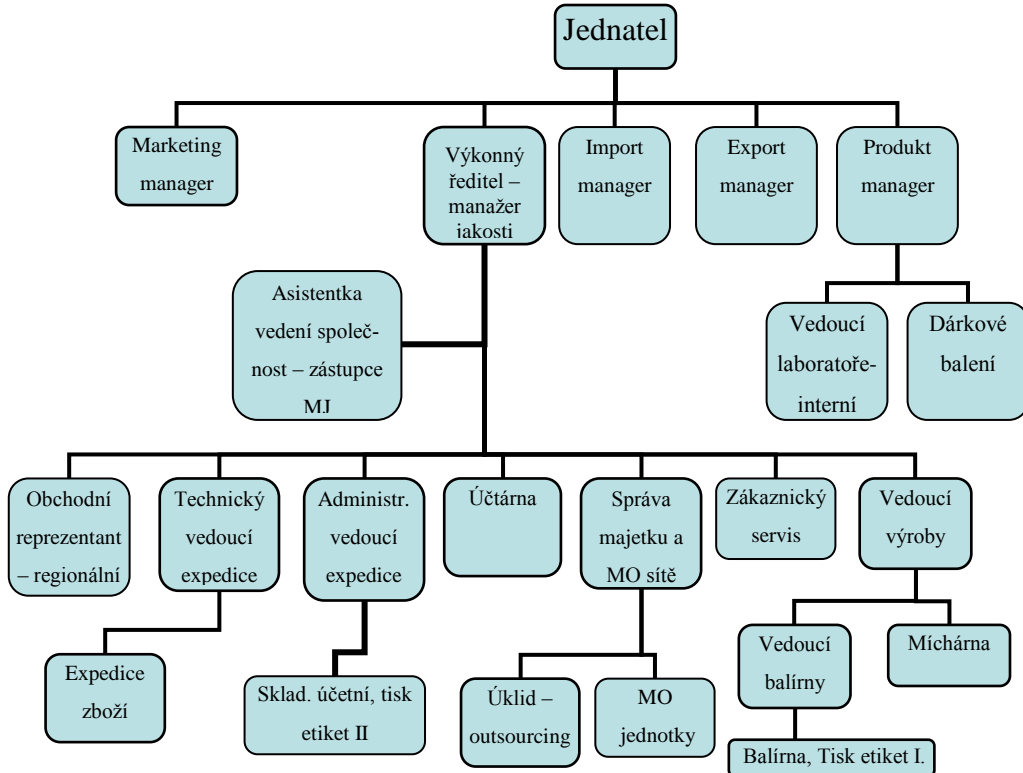 Jednatel
Marketing
manager
Výkonný
ředitel –
manažer
jakosti
Import
manager
Export
manager
Produkt
manager
Asistentka
vedení společ-
nost – zástupce
MJ
Vedoucí
laboratoře-
interní
Dárkové
balení
Obchodní
reprezentant
– regionální
Technický
vedoucí
expedice
Administr.
vedoucí
expedice
Účtárna
Správa
majetku a
MO sítě
Zákaznický
servis
Vedoucí
výroby
Expedice
zboží
Sklad. účetní, tisk
etiket II
Úklid –
outsourcing
MO
jednotky
Vedoucí
balírny
Míchárna
Balírna, Tisk etiket I.